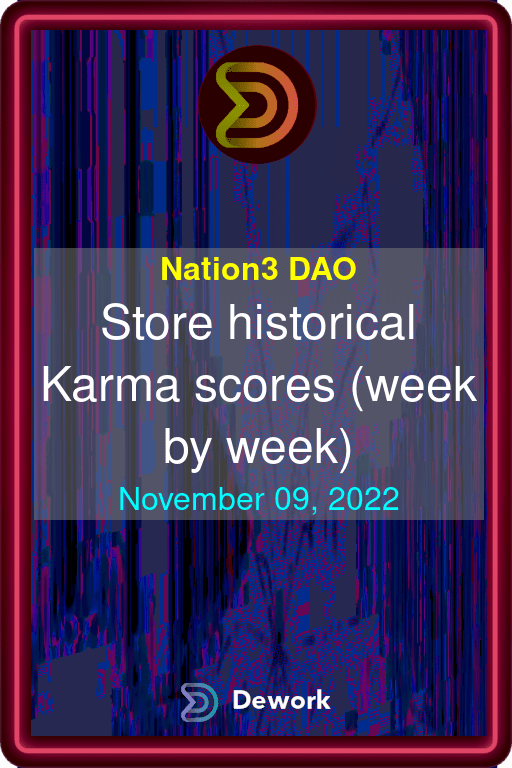 Nation3 DAO
Store historical
Karma scores (week
by week)
November 09, 2022
Dework